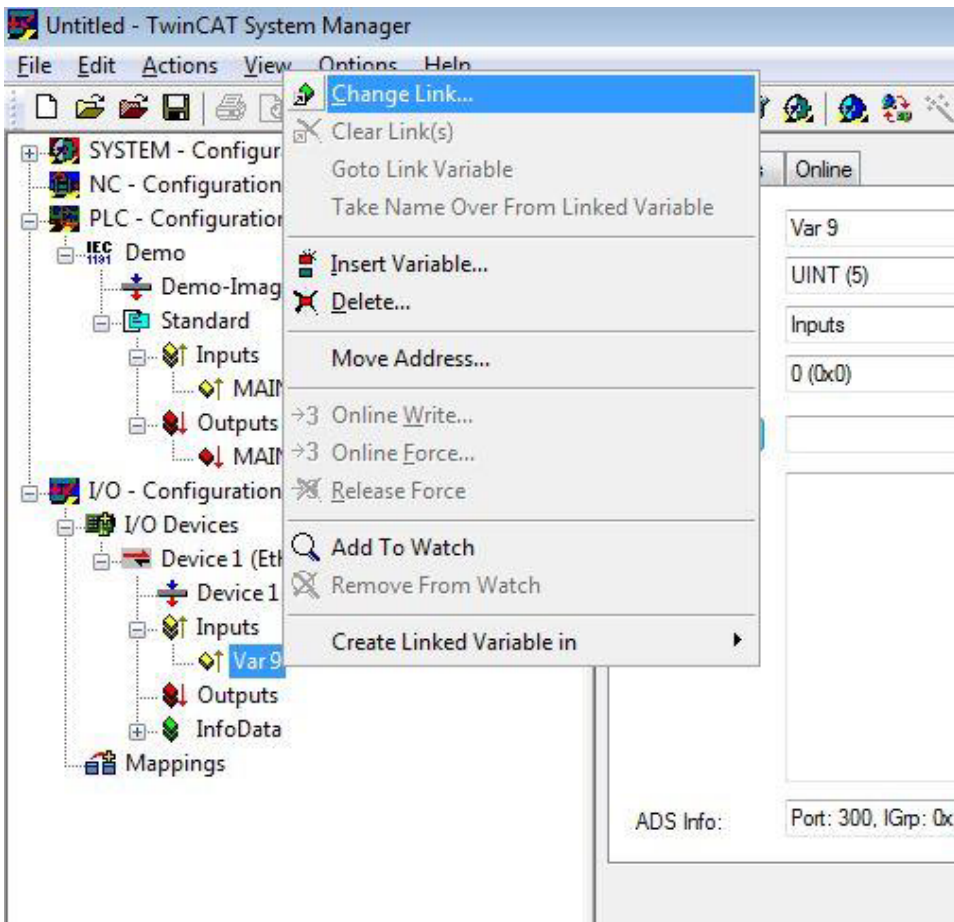 Untitled - TwinCAT System Manager
File Edit Actions View Options Help
Change Link...
Clear Link(s)
Goto Link Variable
Take Name Over From Linked Variable
Insert Variable...
Delete...
Move Address...
Online Write...
Online Force...
Release Force
Add To Watch
Remove From Watch
Create Linked Variable in
SYSTEM - Configur
NC - Configuration
PLC - Configuration
IEC 1131 Demo
Demo-Imag
Standard
Inputs
MAIN
Outputs
MAIN
I/O - Configuration
I/O Devices
Device 1 (Eth
Device 1
Inputs
Var 9
Outputs
InfoData
Mappings
Online
Var 9
UINT (5)
Inputs
0 (0x0)
ADS Info: Port: 300, IGrp: 0x